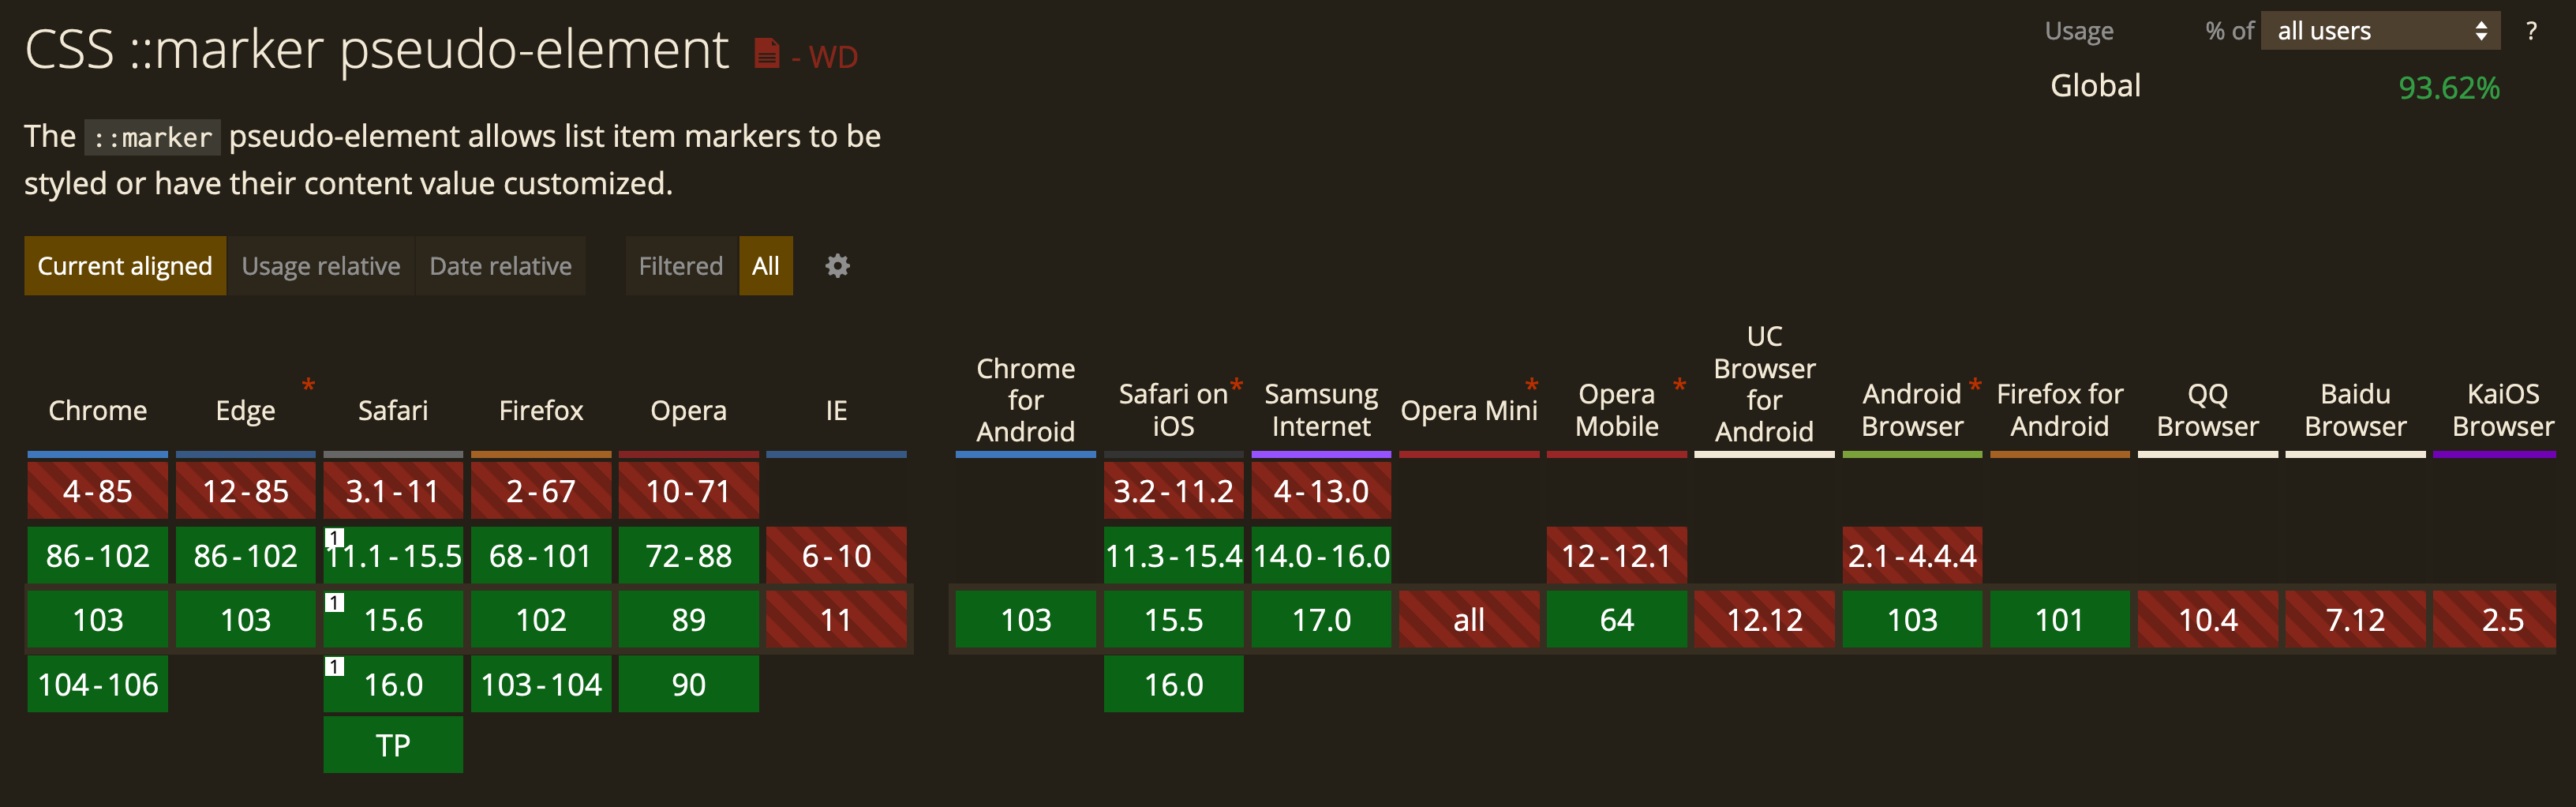 CSS ::marker pseudo-element - WD
Usage % of all users ?
Global 93.62%
The ::marker pseudo-element allows list item markers to be
styled or have their content value customized.
Current aligned Usage relative Date relative Filtered All
Chrome Edge * Safari Firefox Opera IE
Chrome
for
Android
Safari on *
iOS
Samsung
Internet
Opera Mini *
Opera *
Mobile
UC
Browser
for
Android
Android *
Browser
Firefox for
Android
QQ
Browser
Baidu
Browser
KaiOS
Browser
4-85 12-85 3.1-11 2-67 10-71 3.2-11.2 4-13.0
86-102 86-102 1 11.1-15.5 68-101 72-88 6-10 11.3-15.4 14.0-16.0 12-12.1 2.1-4.4.4
103 103 1 15.6 102 89 11 103 15.5 17.0 all 64 12.12 103 101 10.4 7.12 2.5
104-106 1 16.0 103-104 90 16.0
TP